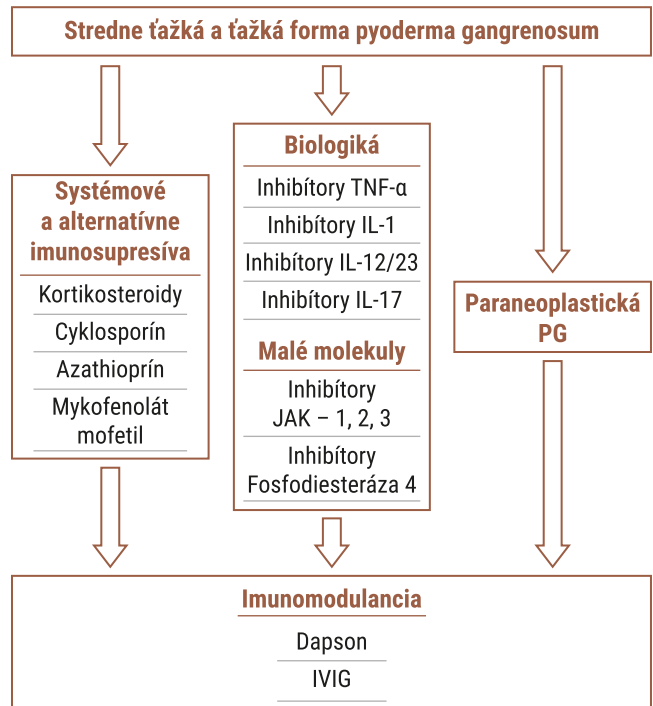 Stredne ťažká a ťažká forma pyoderma gangrenosum
Systémové
a alternatívne
imunosupresíva
Kortikosteroidy
Cyklosporín
Azathioprín
Mykofenolát
mofetil
Biologiká
Inhibítory TNF-α
Inhibítory IL-1
Inhibítory IL-12/23
Inhibítory IL-17
Malé molekuly
Inhibítory
JAK – 1, 2, 3
Inhibítory
Fosfodiesteráza 4
Paraneoplastická
PG
Imunomodulancia
Dapson
IVIG